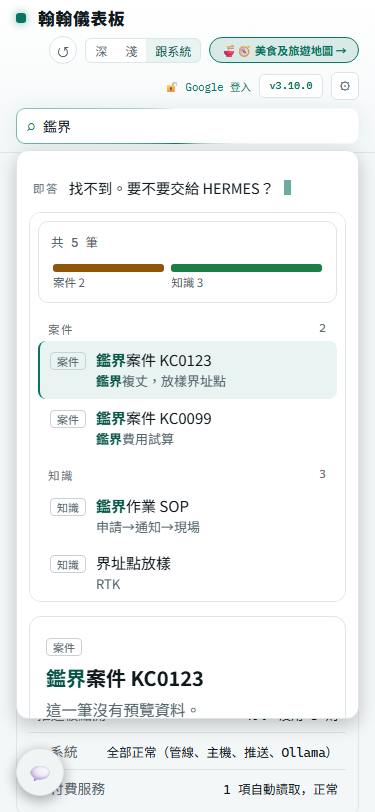 翰翰儀表板
深 淺 跟系統
美食及旅遊地圖 →
Google 登入 v3.10.0
鑑界
即答 找不到。要不要交給 HERMES？
共 5 筆
案件 2 知識 3
案件 2
案件 鑑界案件 KC0123
鑑界複丈，放樣界址點
案件 鑑界案件 KC0099
鑑界費用試算
知識 3
知識 鑑界作業 SOP
申請→通知→現場
知識 界址點放樣
RTK
案件
鑑界案件 KC0123
這一筆沒有預覽資料。
系統 全部正常（管線、主機、推送、Ollama）
付費服務 1 項自動讀取，正常